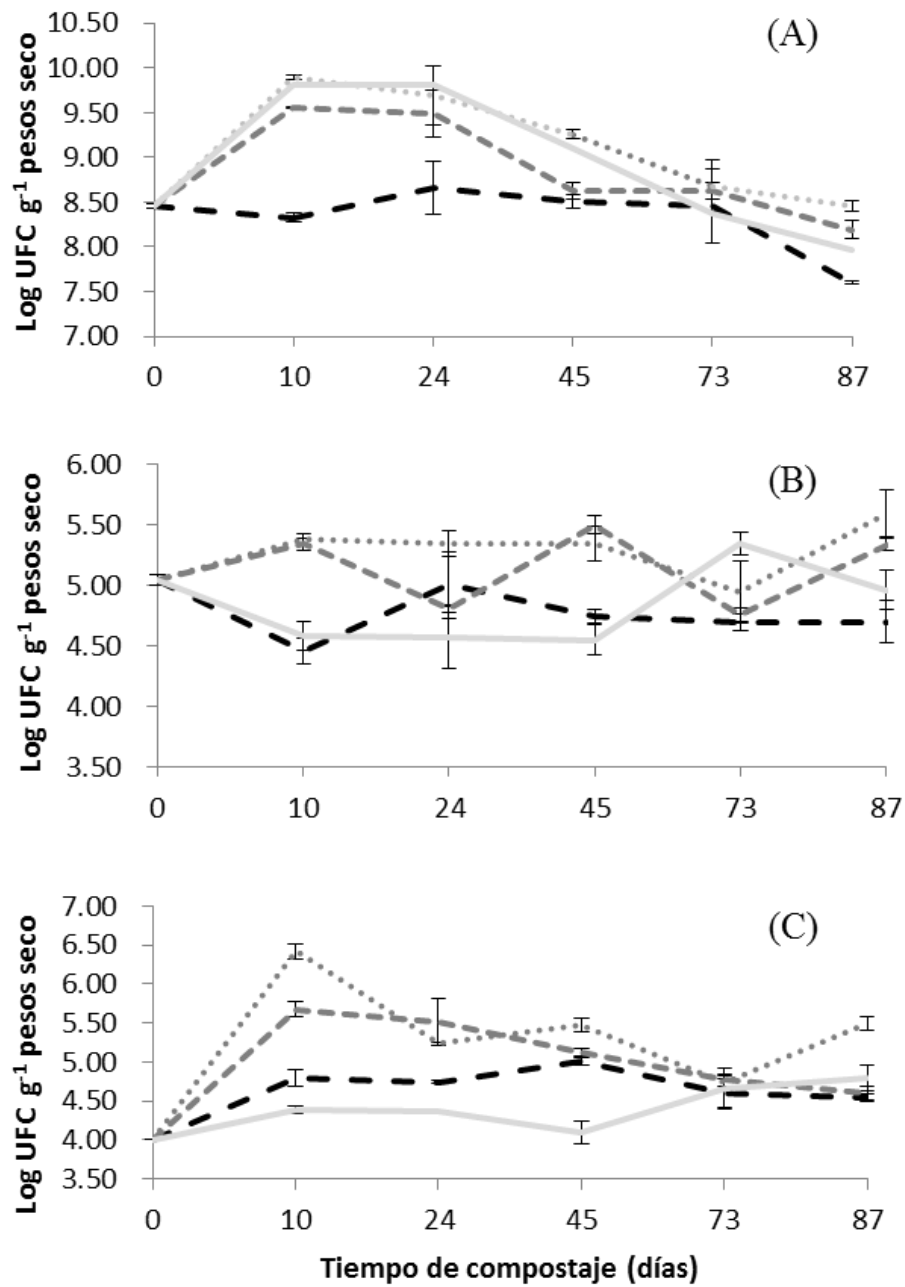 (A)
Log UFC g⁻¹ pesos seco
10.50
10.00
9.50
9.00
8.50
8.00
7.50
7.00
0 10 24 45 73 87
(B)
Log UFC g⁻¹ pesos seco
6.00
5.50
5.00
4.50
4.00
3.50
0 10 24 45 73 87
(C)
Log UFC g⁻¹ pesos seco
7.00
6.50
6.00
5.50
5.00
4.50
4.00
3.50
0 10 24 45 73 87
Tiempo de compostaje (días)